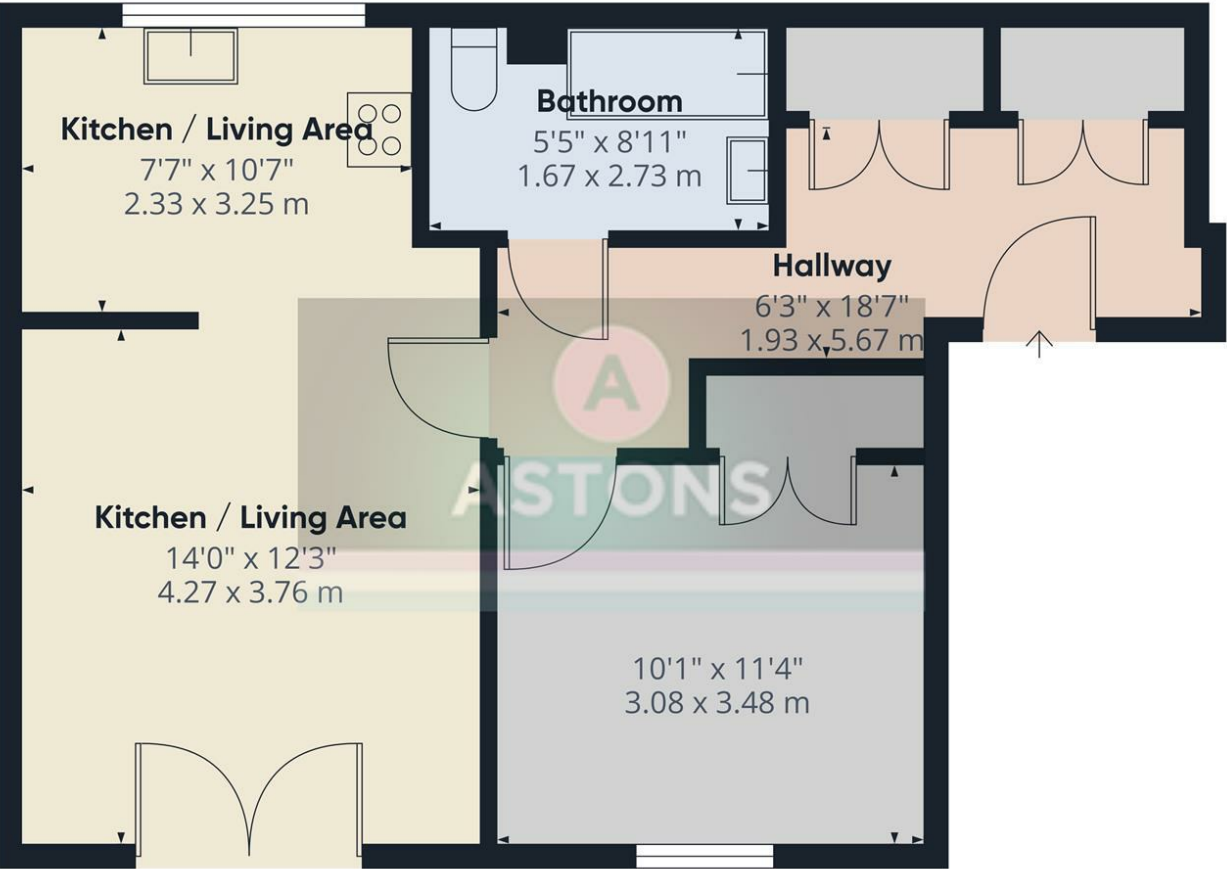 Kitchen / Living Area
7'7" x 10'7"
2.33 x 3.25 m
Bathroom
5'5" x 8'11"
1.67 x 2.73 m
Hallway
6'3" x 18'7"
1.93 x 5.67 m
A
ASTONS
Kitchen / Living Area
14'0" x 12'3"
4.27 x 3.76 m
10'1" x 11'4"
3.08 x 3.48 m